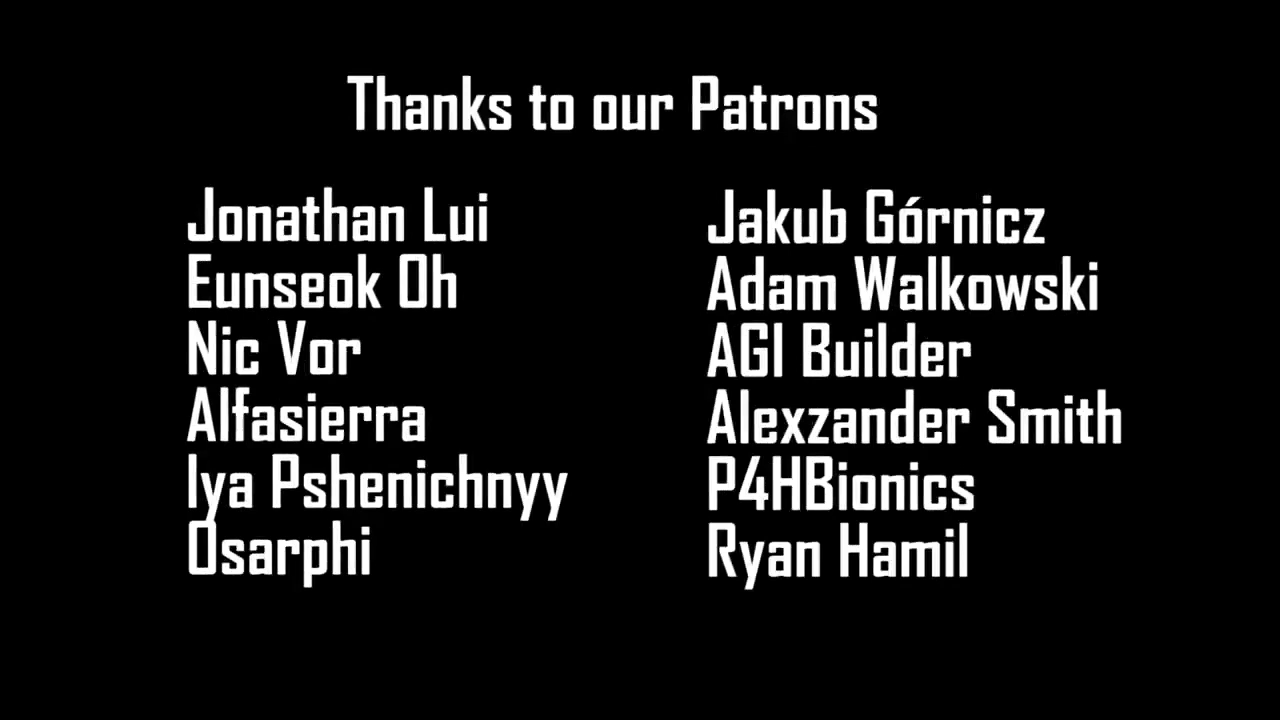 Thanks to our Patrons
Jonathan Lui
Eunseok Oh
Nic Vor
Alfasierra
Iya Pshenichnyy
Osarphi
Jakub Górnicz
Adam Walkowski
AGI Builder
Alexzander Smith
P4HBionics
Ryan Hamil